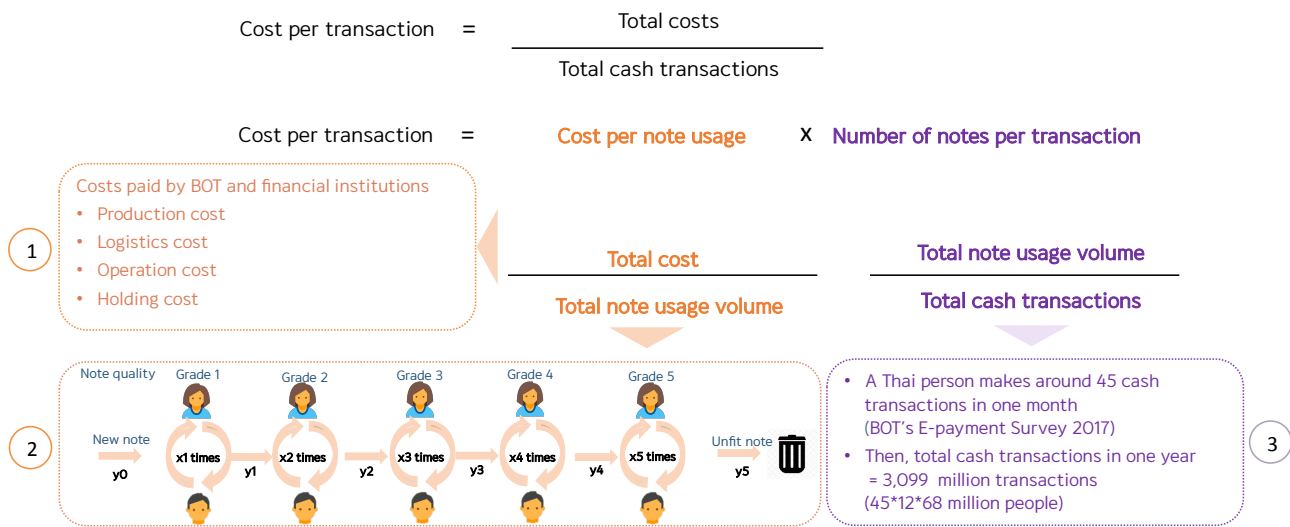 Cost per transaction = Total costs
Total cash transactions
Cost per transaction = Cost per note usage x Number of notes per transaction
1
Costs paid by BOT and financial institutions
• Production cost
• Logistics cost
• Operation cost
• Holding cost
Total cost
Total note usage volume
Total note usage volume
Total cash transactions
2
Note quality Grade 1 Grade 2 Grade 3 Grade 4 Grade 5
New note x1 times x2 times x3 times x4 times x5 times Unfit note
y0 y1 y2 y3 y4 y5
• A Thai person makes around 45 cash
transactions in one month
(BOT's E-payment Survey 2017)
• Then, total cash transactions in one year
= 3,099 million transactions
(45*12*68 million people)
3